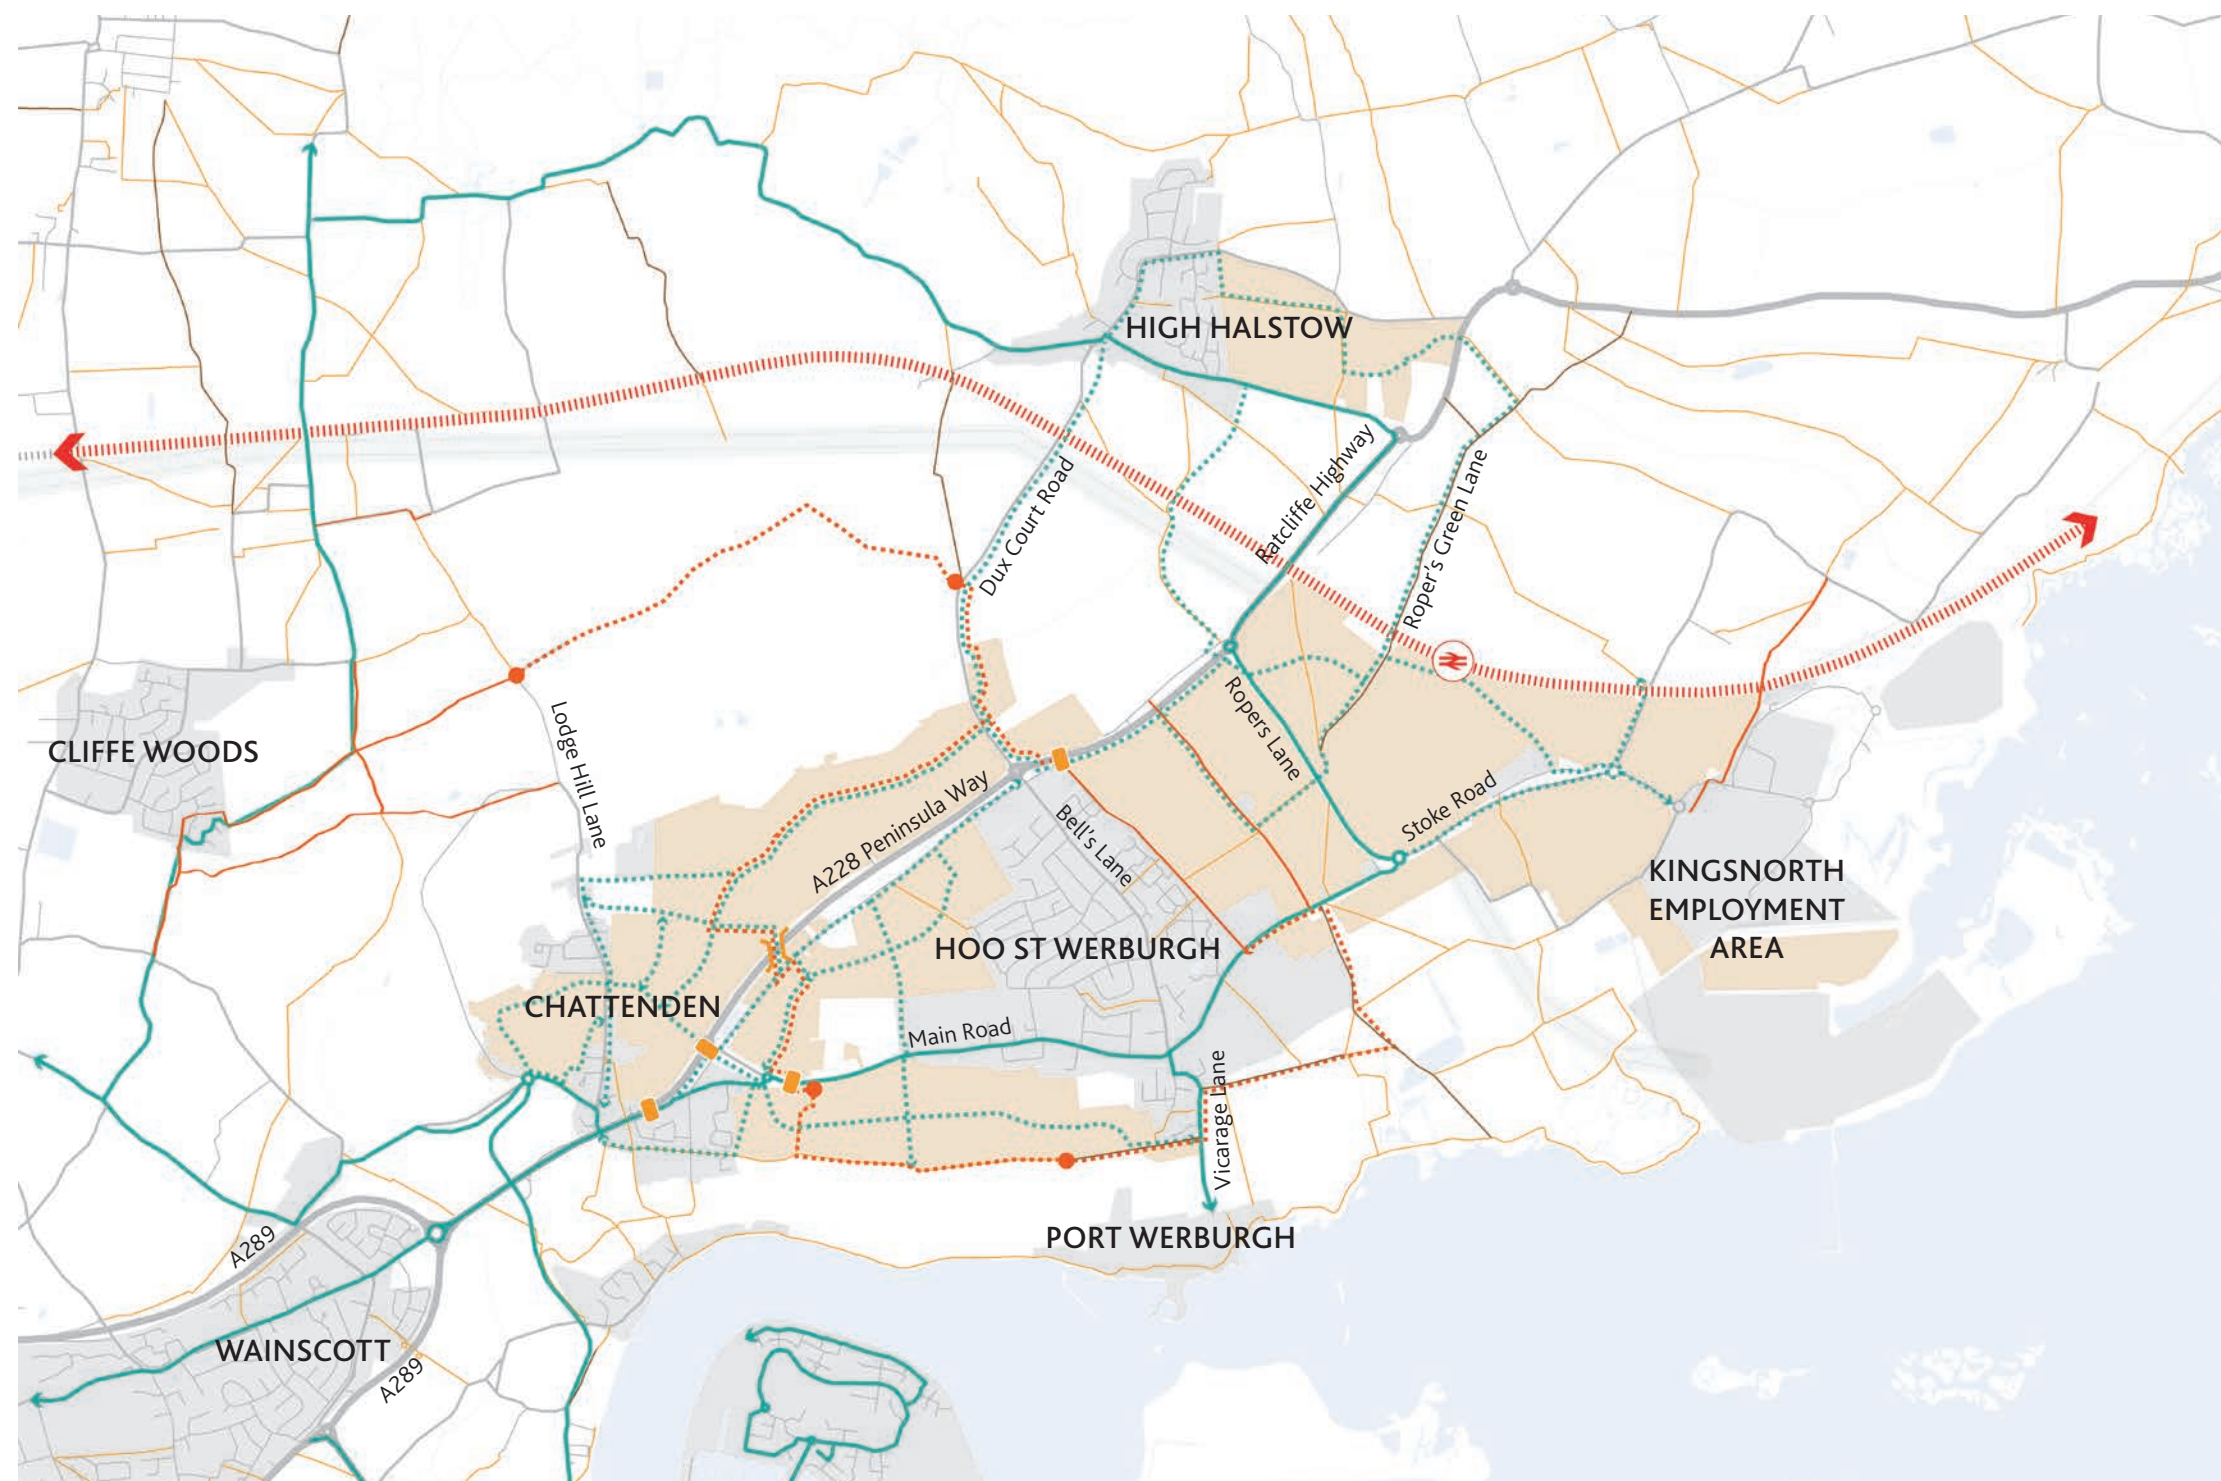 HIGH HALSTOW
Ratcliffe Highway
Dux Court Road
Roper's Green Lane
Ropers Lane
CLIFFE WOODS
Lodge Hill Lane
A228 Peninsula Way
Bell's Lane
Stoke Road
KINGSNORTH
EMPLOYMENT
AREA
HOO ST WERBURGH
CHATTENDEN
Main Road
Vicarage Lane
PORT WERBURGH
A289
WAINSCOTT
A289